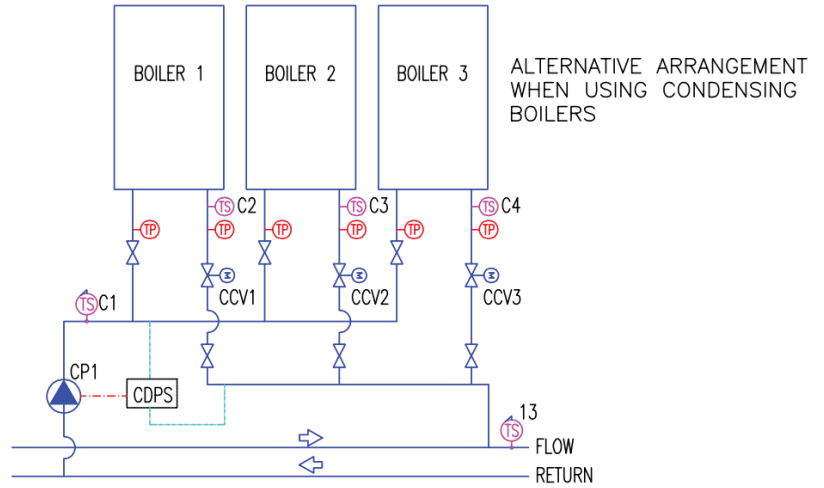 BOILER 1
BOILER 2
BOILER 3
ALTERNATIVE ARRANGEMENT
WHEN USING CONDENSING
BOILERS
TS C2
TS C3
TS C4
TP
TP
TP
TP
TP
TP
M
M
M
CCV1
CCV2
CCV3
TS C1
CP1
CDPS
13
TS
FLOW
RETURN